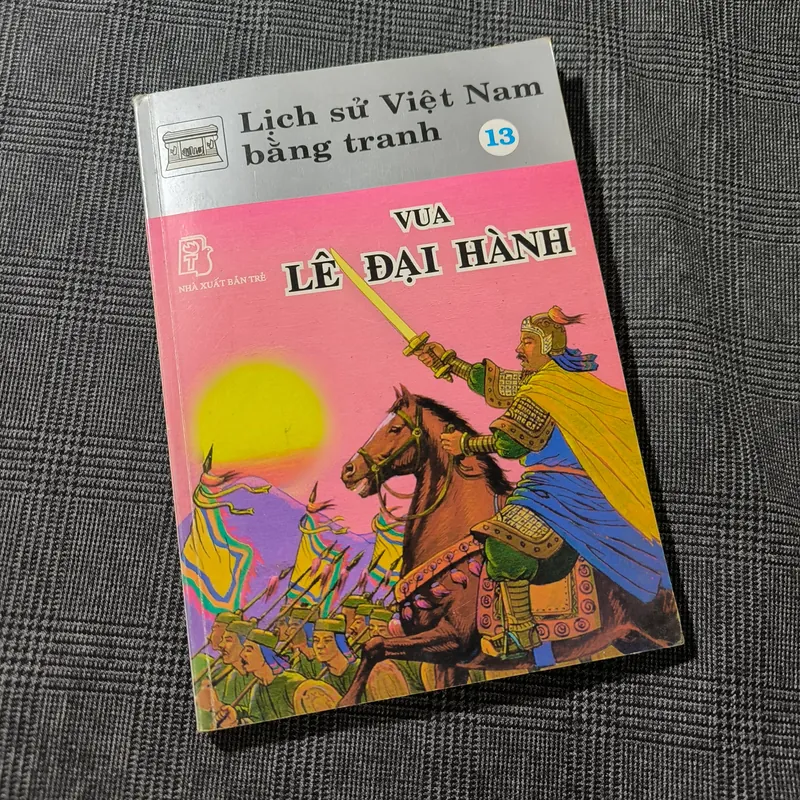 Lịch sử Việt Nam
bằng tranh
13
VUA
LÊ ĐẠI HÀNH
NHÀ XUẤT BẢN TRẺ